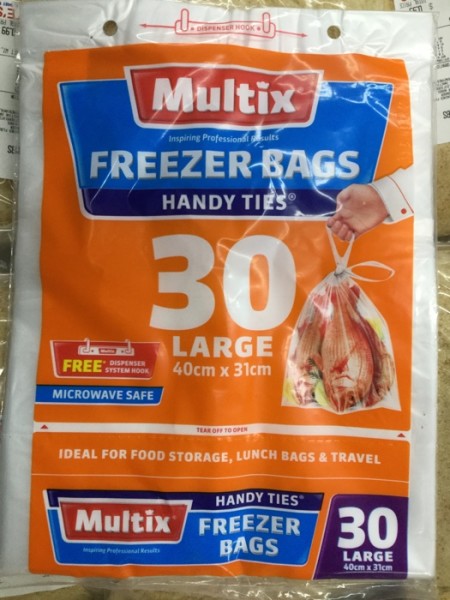 DISPENSER HOOK
Multix
Inspiring Professional Results
FREEZER BAGS
HANDY TIES®
30
LARGE
40cm x 31cm
Multix
FREE* DISPENSER
SYSTEM HOOK
MICROWAVE SAFE
TEAR OFF TO OPEN
IDEAL FOR FOOD STORAGE, LUNCH BAGS & TRAVEL
Multix
Inspiring Professional Results
HANDY TIES®
FREEZER
BAGS
30
LARGE
40cm x 31cm